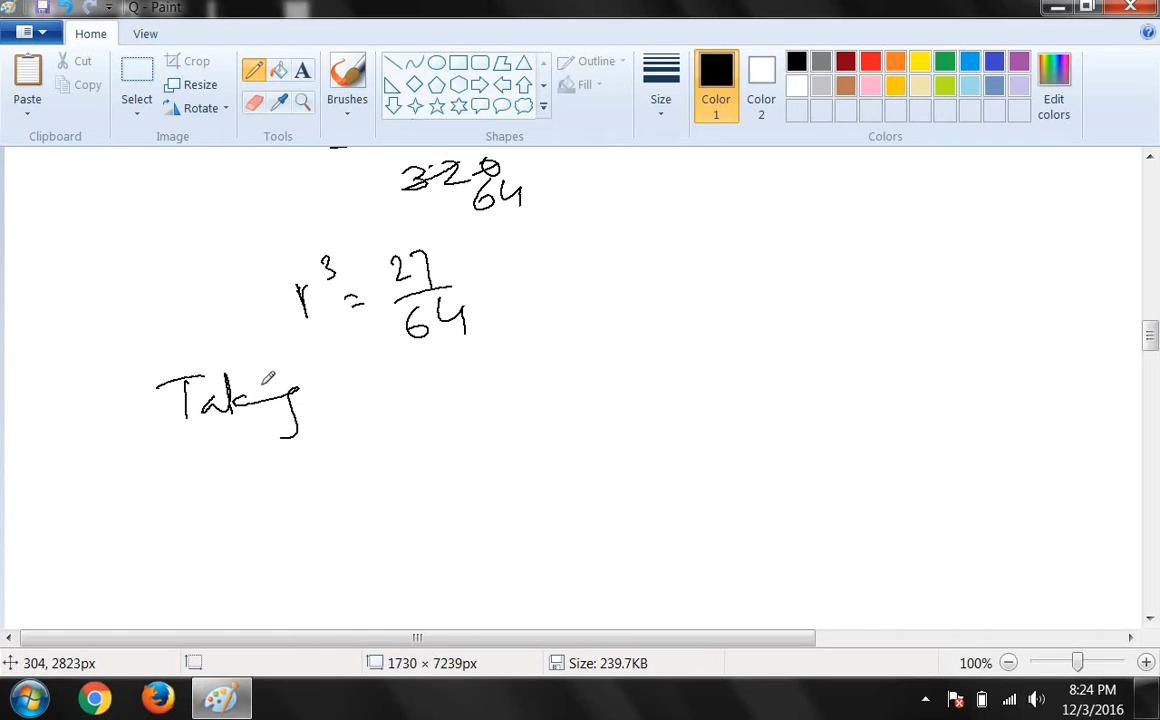 Q - Paint
Home View
Paste
Cut
Copy
Clipboard
Select
Crop
Resize
Rotate
Image
Tools
Brushes
Shapes
Outline
Fill
Size
Color 1
Color 2
Edit colors
Colors
320
64
r³ = 27/64
Taking
304, 2823px
1730 × 7239px
Size: 239.7KB
100%
8:24 PM
12/3/2016